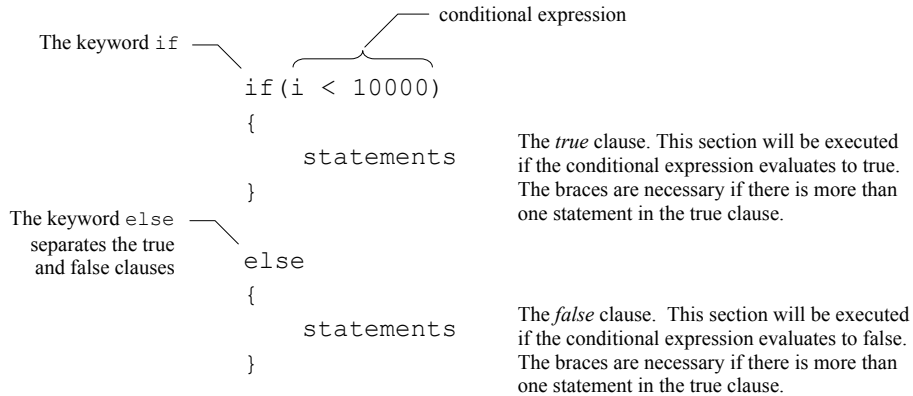 conditional expression
The keyword if
if(i < 10000)
{
statements
}
The true clause. This section will be executed
if the conditional expression evaluates to true.
The braces are necessary if there is more than
one statement in the true clause.
The keyword else
separates the true
and false clauses
else
{
statements
}
The false clause. This section will be executed
if the conditional expression evaluates to false.
The braces are necessary if there is more than
one statement in the true clause.